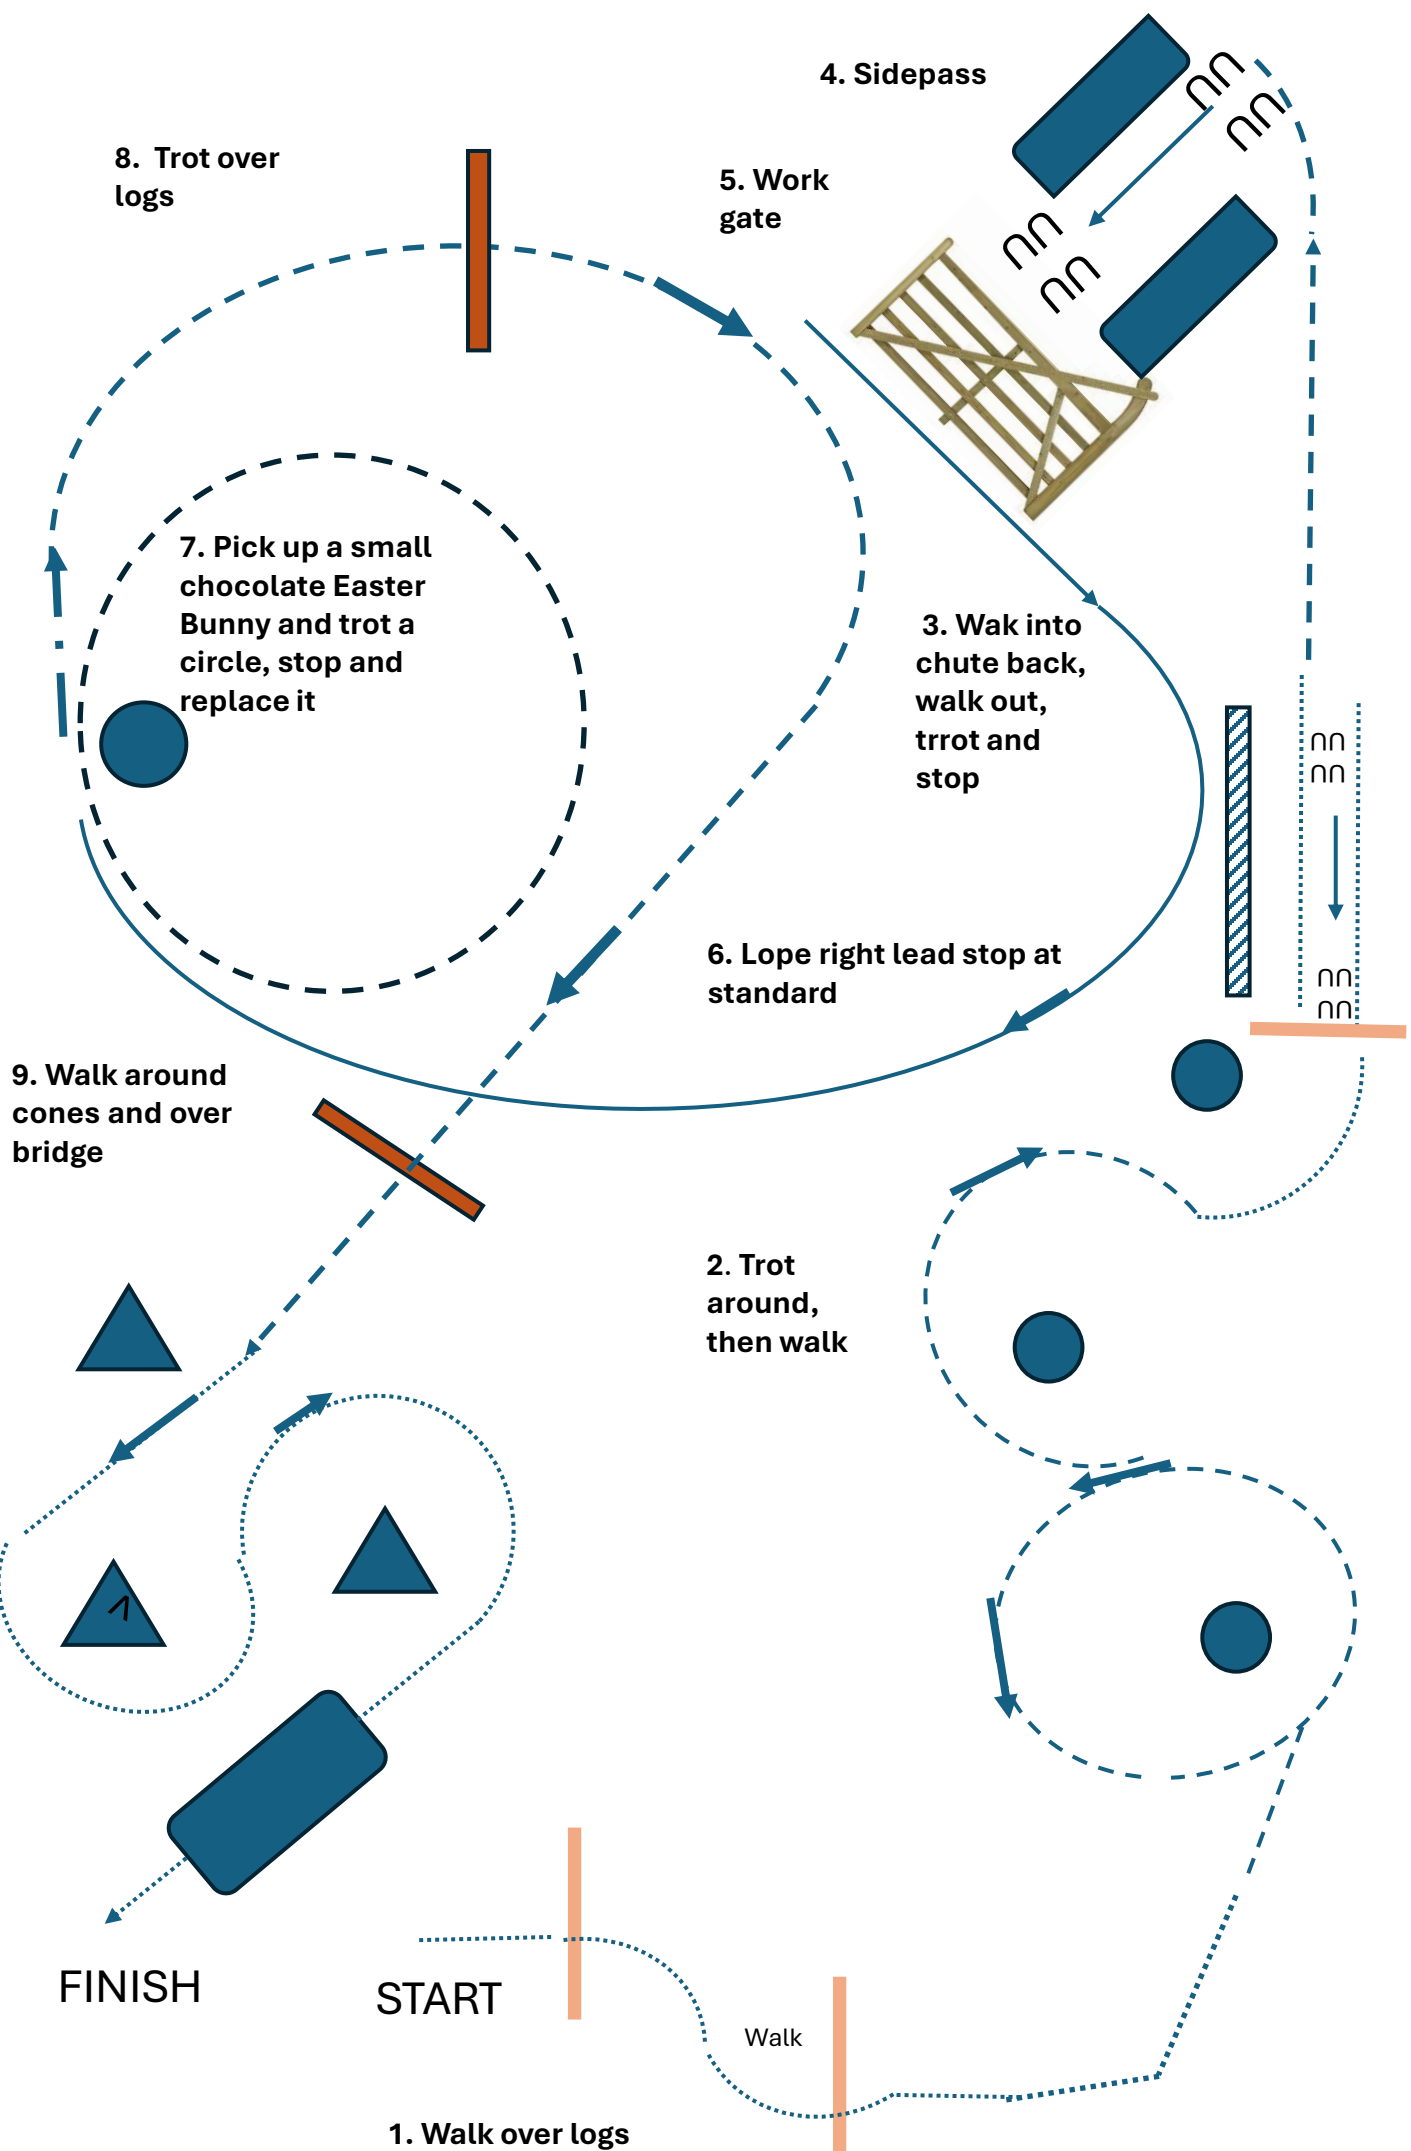 4. Sidepass
8.  Trot over
logs
5. Work
gate
7. Pick up a small
chocolate Easter
Bunny and trot a
circle, stop and
replace it
3. Wak into
chute back,
walk out,
trrot and
stop
6. Lope right lead stop at
standard
9. Walk around
cones and over
bridge
2. Trot
around,
then walk
FINISH
START
Walk
1. Walk over logs